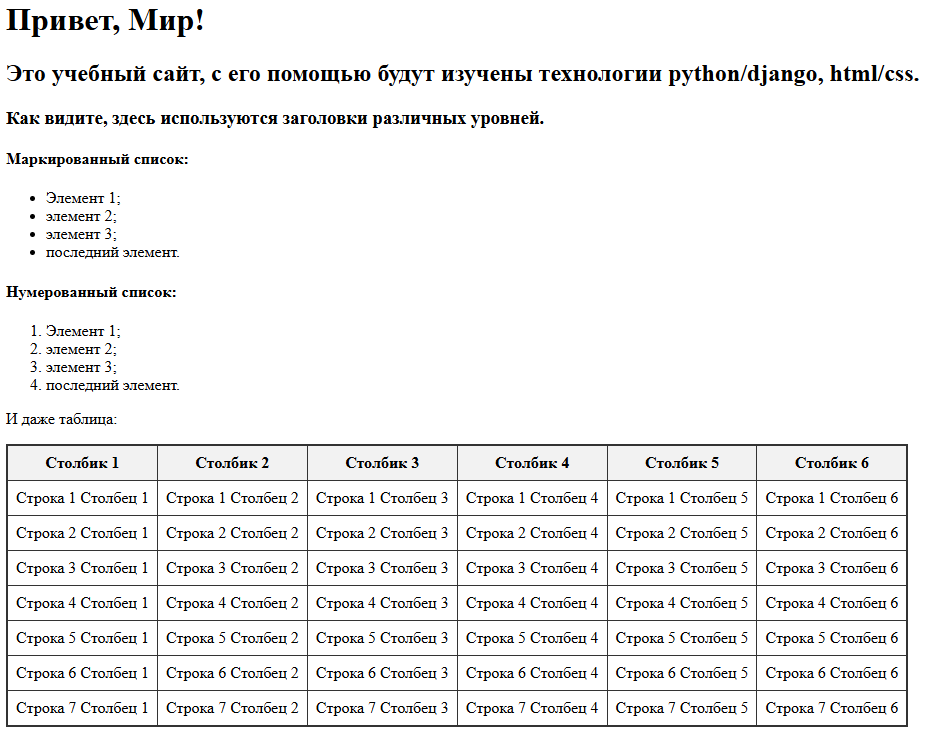 Привет, Мир!
Это учебный сайт, с его помощью будут изучены технологии python/django, html/css.
Как видите, здесь используются заголовки различных уровней.
Маркированный список:
• Элемент 1;
• элемент 2;
• элемент 3;
• последний элемент.
Нумерованный список:
1. Элемент 1;
2. элемент 2;
3. элемент 3;
4. последний элемент.
И даже таблица:
Столбик 1 Столбик 2 Столбик 3 Столбик 4 Столбик 5 Столбик 6
Строка 1 Столбец 1 Строка 1 Столбец 2 Строка 1 Столбец 3 Строка 1 Столбец 4 Строка 1 Столбец 5 Строка 1 Столбец 6
Строка 2 Столбец 1 Строка 2 Столбец 2 Строка 2 Столбец 3 Строка 2 Столбец 4 Строка 2 Столбец 5 Строка 2 Столбец 6
Строка 3 Столбец 1 Строка 3 Столбец 2 Строка 3 Столбец 3 Строка 3 Столбец 4 Строка 3 Столбец 5 Строка 3 Столбец 6
Строка 4 Столбец 1 Строка 4 Столбец 2 Строка 4 Столбец 3 Строка 4 Столбец 4 Строка 4 Столбец 5 Строка 4 Столбец 6
Строка 5 Столбец 1 Строка 5 Столбец 2 Строка 5 Столбец 3 Строка 5 Столбец 4 Строка 5 Столбец 5 Строка 5 Столбец 6
Строка 6 Столбец 1 Строка 6 Столбец 2 Строка 6 Столбец 3 Строка 6 Столбец 4 Строка 6 Столбец 5 Строка 6 Столбец 6
Строка 7 Столбец 1 Строка 7 Столбец 2 Строка 7 Столбец 3 Строка 7 Столбец 4 Строка 7 Столбец 5 Строка 7 Столбец 6